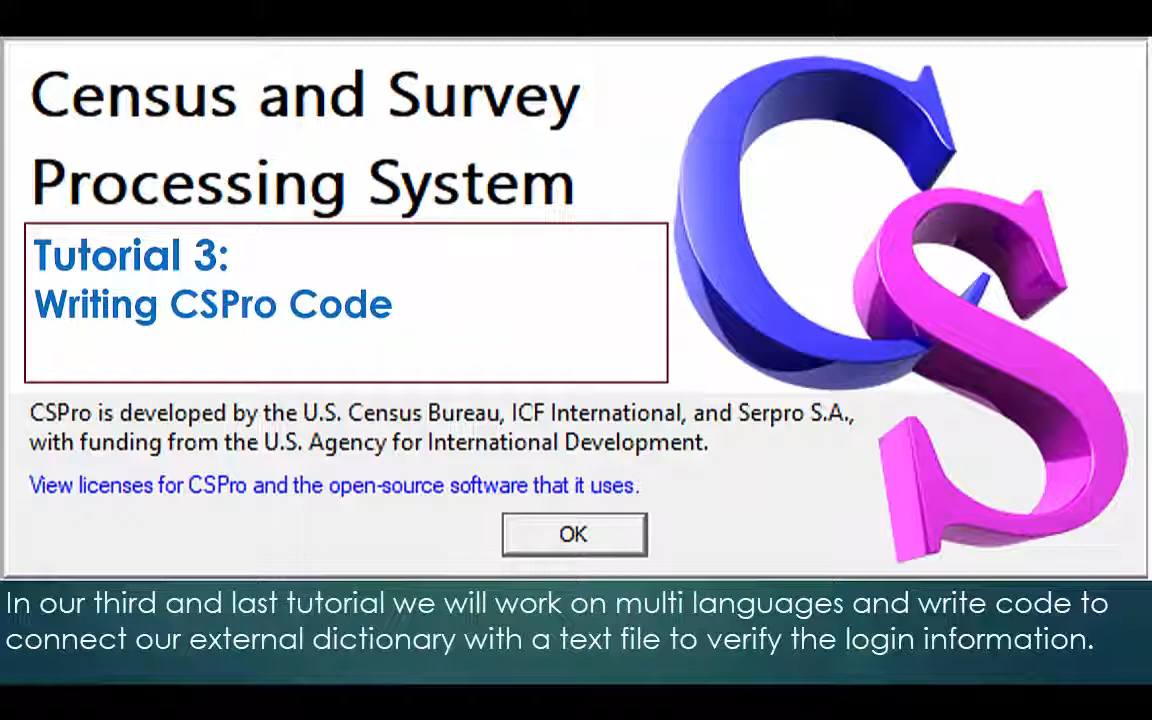 Census and Survey
Processing System
Tutorial 3:
Writing CSPro Code
CSPro is developed by the U.S. Census Bureau, ICF International, and Serpro S.A.,
with funding from the U.S. Agency for International Development.
View licenses for CSPro and the open-source software that it uses.
OK
CS
In our third and last tutorial we will work on multi languages and write code to
connect our external dictionary with a text file to verify the login information.